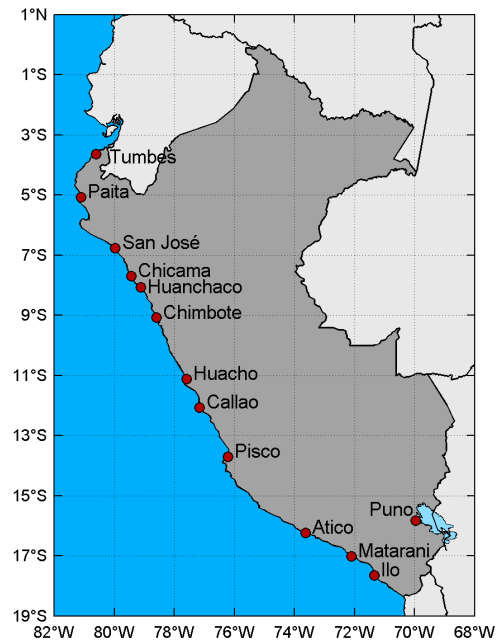 1°N
1°S
3°S
Tumbes
5°S
Paita
7°S
San José
Chicama
Huanchaco
9°S
Chimbote
11°S
Huacho
Callao
13°S
Pisco
15°S
Puno
Atico
17°S
Matarani
Ilo
19°S
82°W 80°W 78°W 76°W 74°W 72°W 70°W 68°W